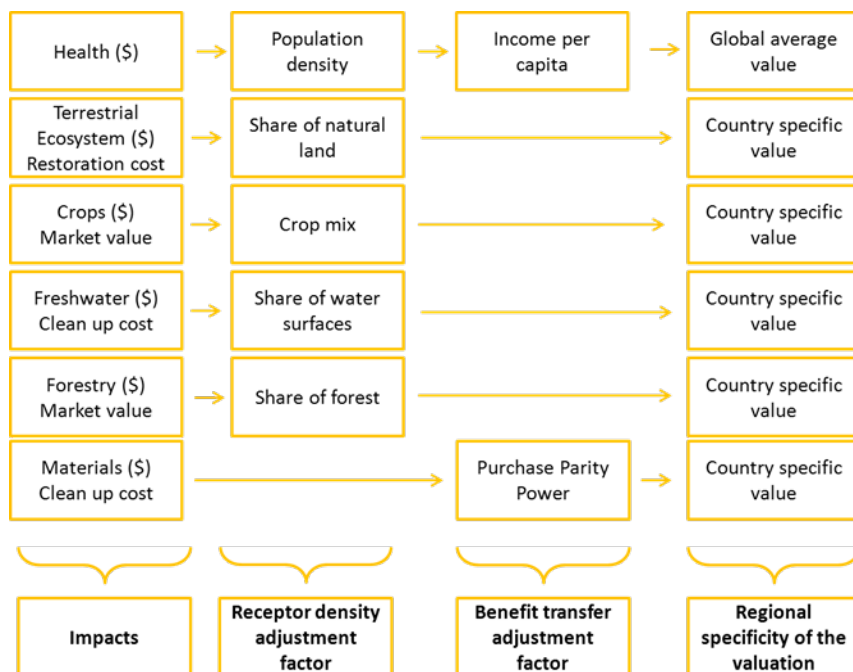 Health ($)
Population
density
Income per
capita
Global average
value
Terrestrial
Ecosystem ($)
Restoration cost
Share of natural
land
Country specific
value
Crops ($)
Market value
Crop mix
Country specific
value
Freshwater ($)
Clean up cost
Share of water
surfaces
Country specific
value
Forestry ($)
Market value
Share of forest
Country specific
value
Materials ($)
Clean up cost
Purchase Parity
Power
Country specific
value
Impacts
Receptor density
adjustment
factor
Benefit transfer
adjustment
factor
Regional
specificity of the
valuation